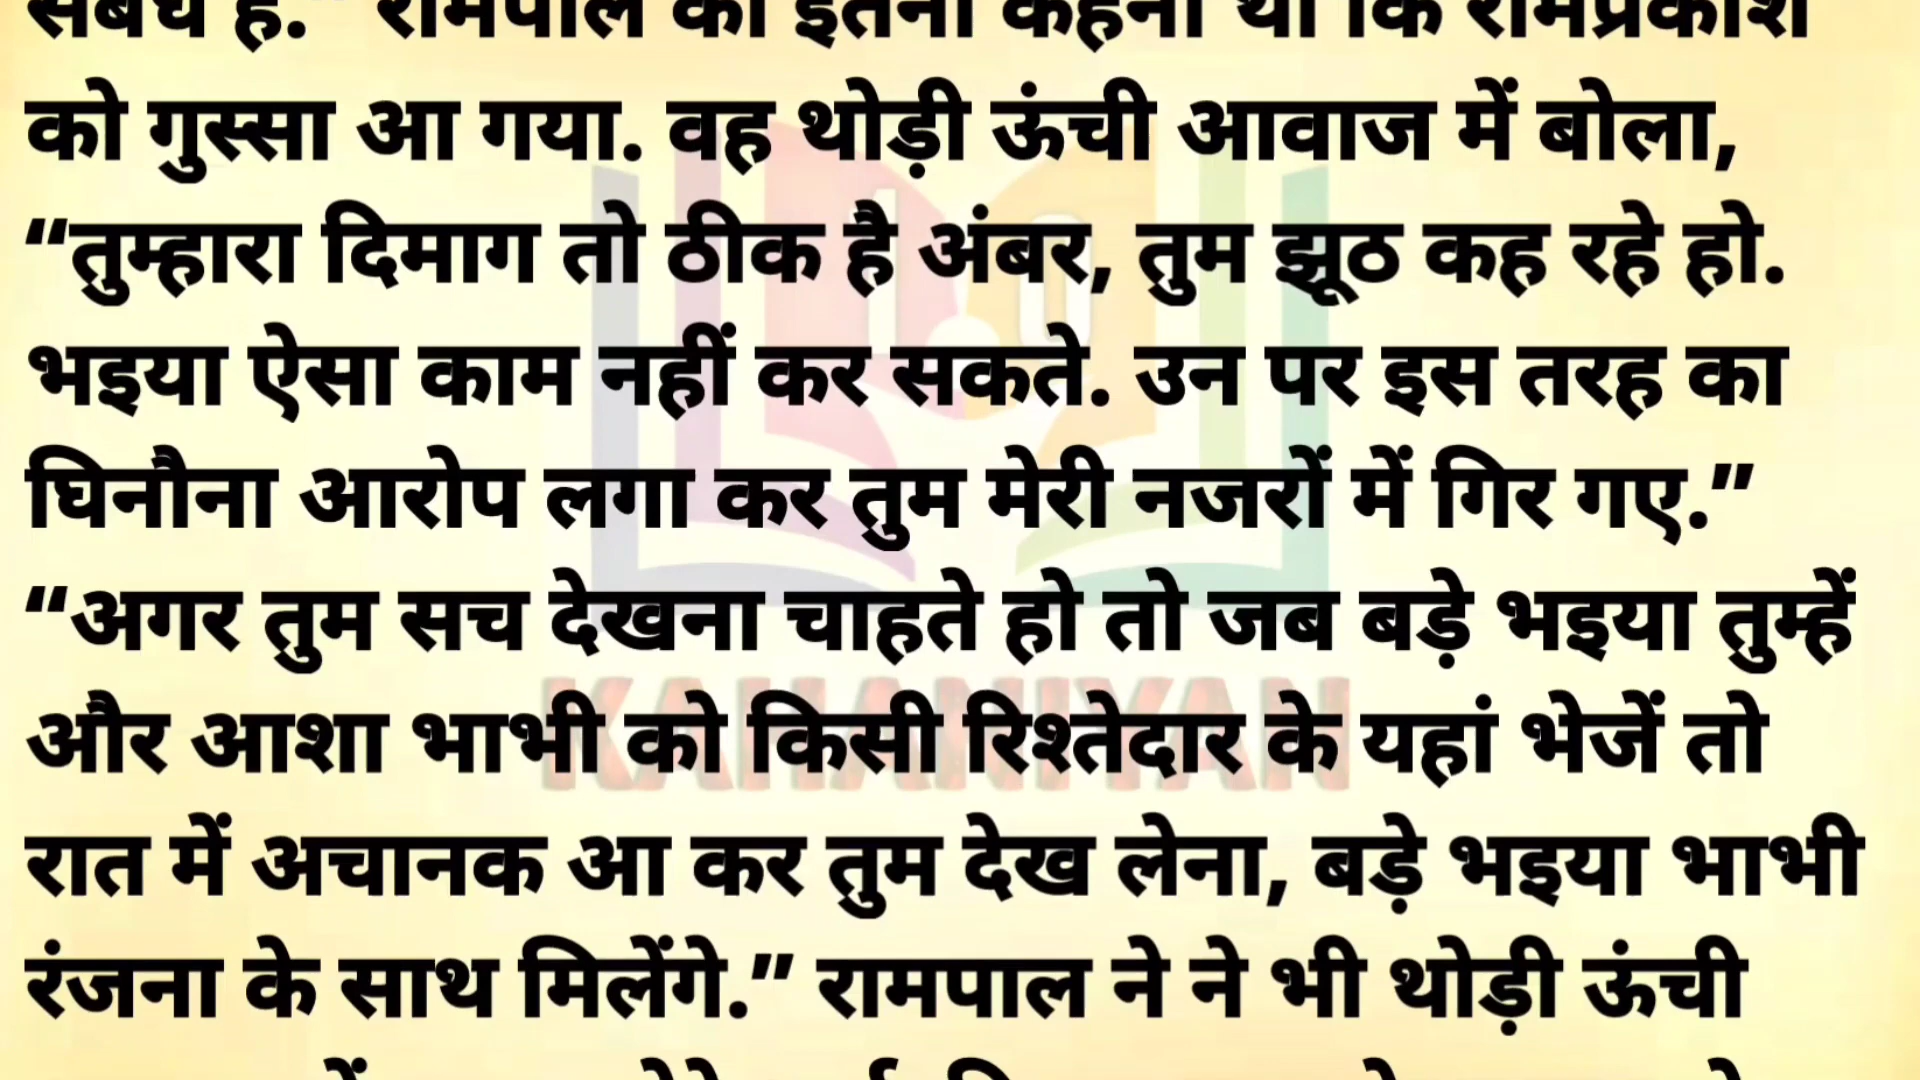 संबंध है.” रामपाल का इतना कहना था कि रामप्रकाश
को गुस्सा आ गया. वह थोड़ी ऊंची आवाज में बोला,
“तुम्हारा दिमाग तो ठीक है अंबर, तुम झूठ कह रहे हो.
भइया ऐसा काम नहीं कर सकते. उन पर इस तरह का
घिनौना आरोप लगा कर तुम मेरी नजरों में गिर गए.”
“अगर तुम सच देखना चाहते हो तो जब बड़े भइया तुम्हें
और आशा भाभी को किसी रिश्तेदार के यहां भेजें तो
रात में अचानक आ कर तुम देख लेना, बड़े भइया भाभी
रंजना के साथ मिलेंगे.” रामपाल ने ने भी थोड़ी ऊंची
KAHANIYAN